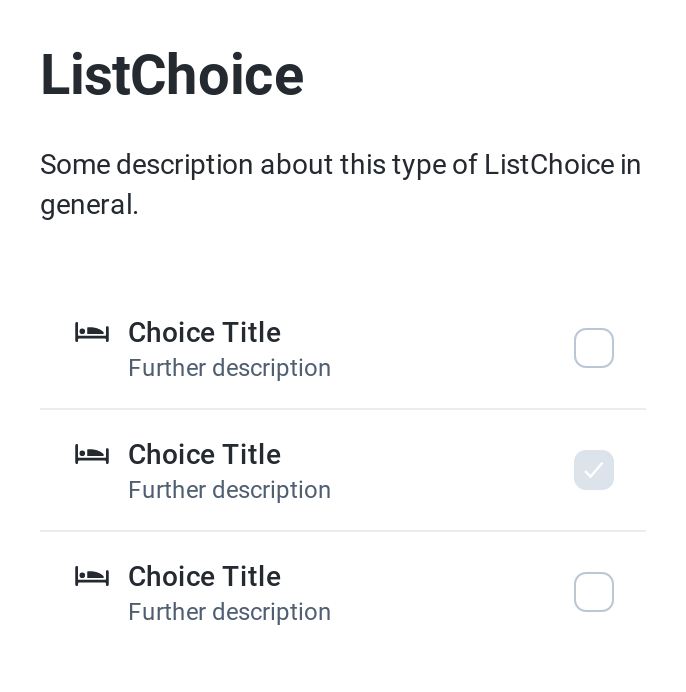 ListChoice
Some description about this type of ListChoice in
general.
Choice Title
Further description
Choice Title
Further description
Choice Title
Further description